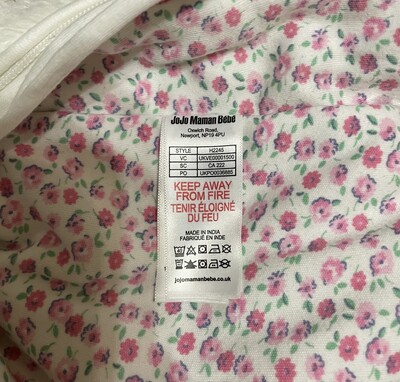 JoJo Maman Bébé
Oxwich Road,
Newport, NP19 4PU
STYLE H2245
VC UKVE00001500
SC CA 222
PO UKPO0036885
KEEP AWAY
FROM FIRE
TENIR ÉLOIGNÉ
DU FEU
MADE IN INDIA
FABRIQUÉ EN INDE
jojomamanbebe.co.uk